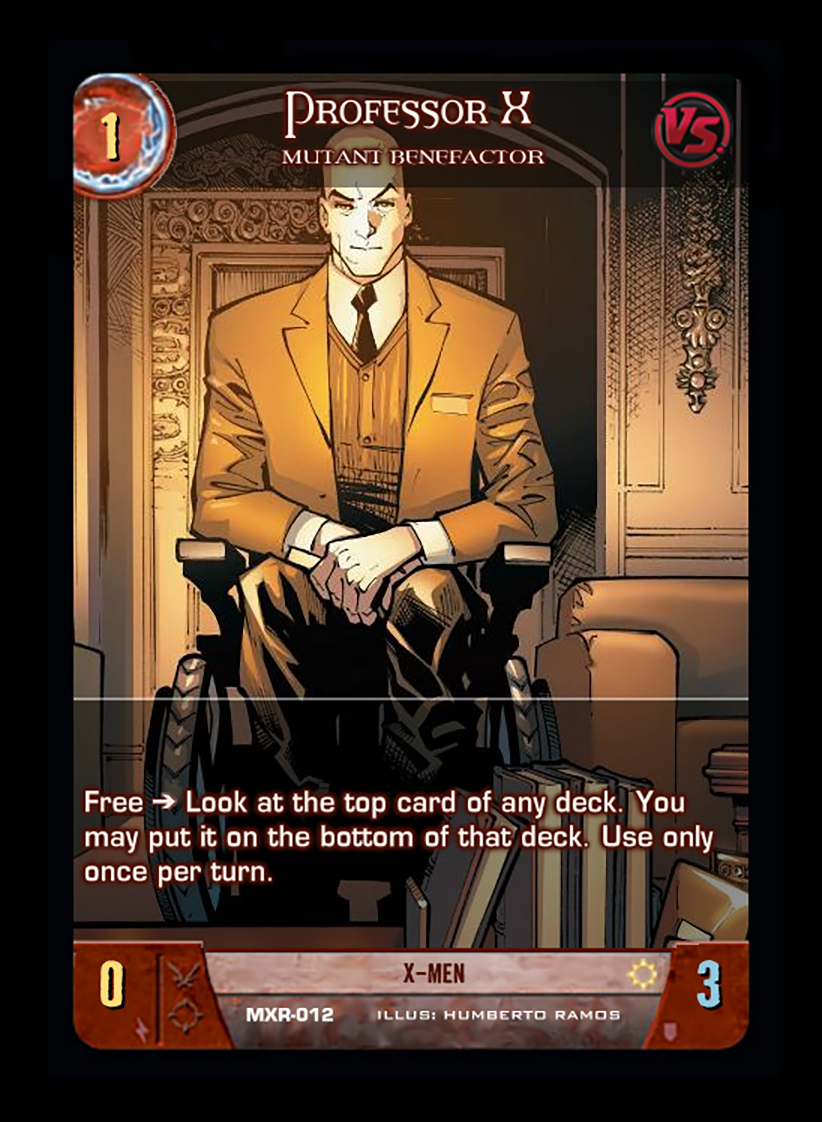 1
PROFESSOR X
VS.
MUTANT BENEFACTOR
Free → Look at the top card of any deck. You
may put it on the bottom of that deck. Use only
once per turn.
0
X-MEN
3
MXR-012 ILLUS: HUMBERTO RAMOS